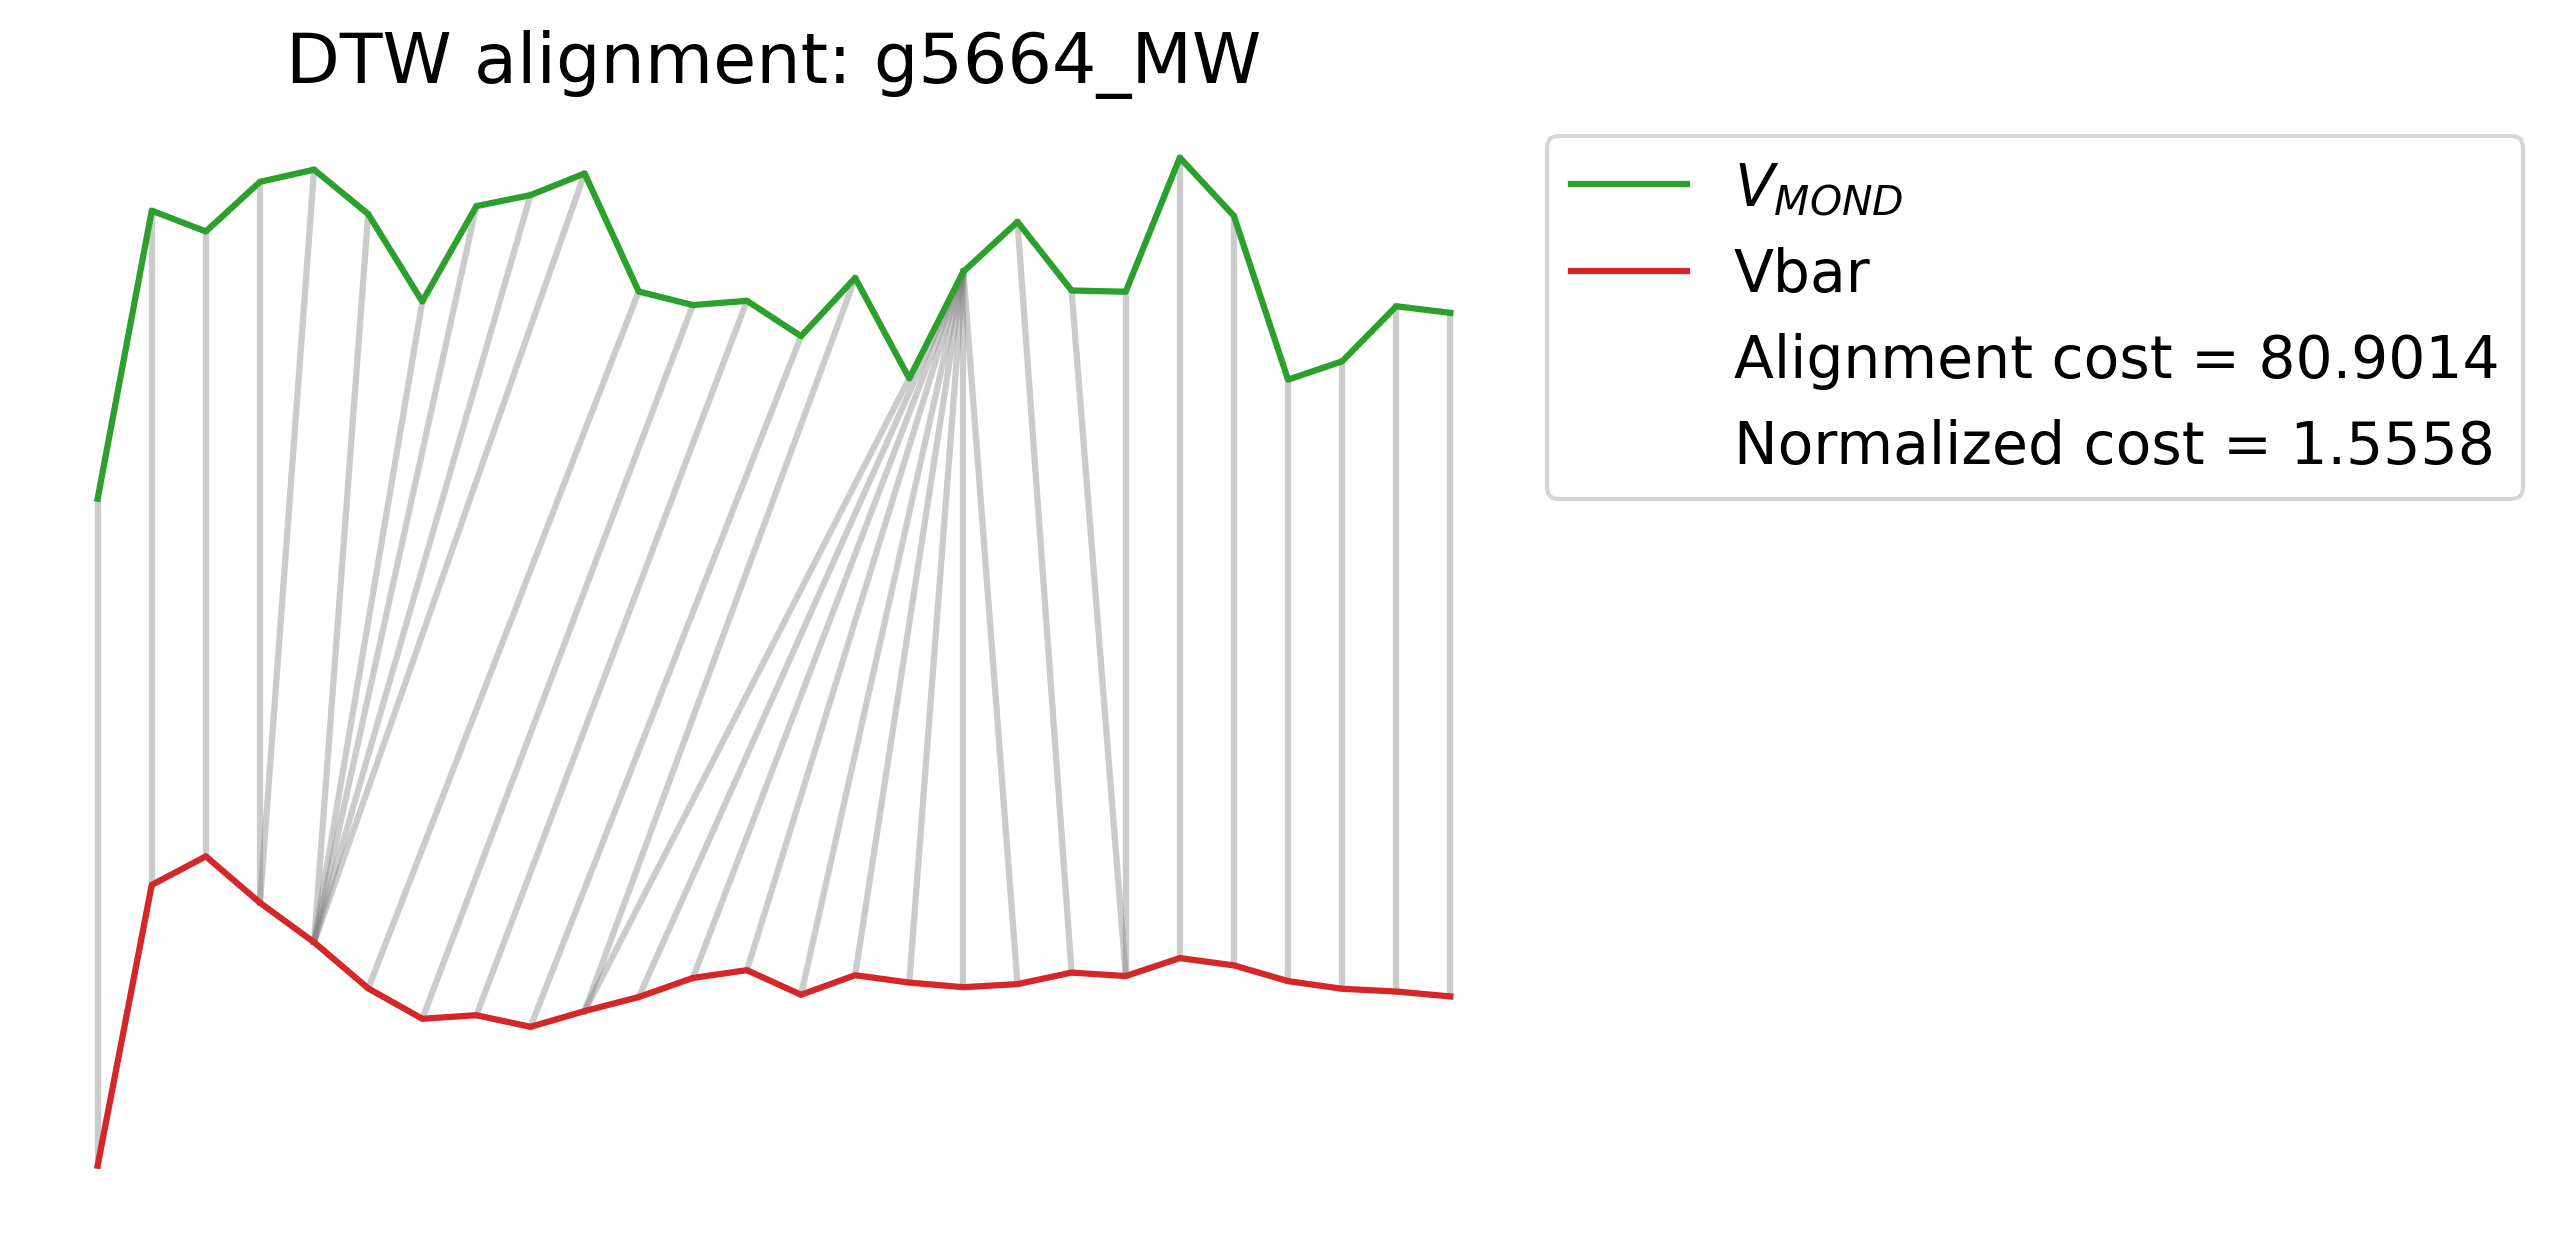 DTW alignment: g5664_MW
V_MOND
Vbar
Alignment cost = 80.9014
Normalized cost = 1.5558